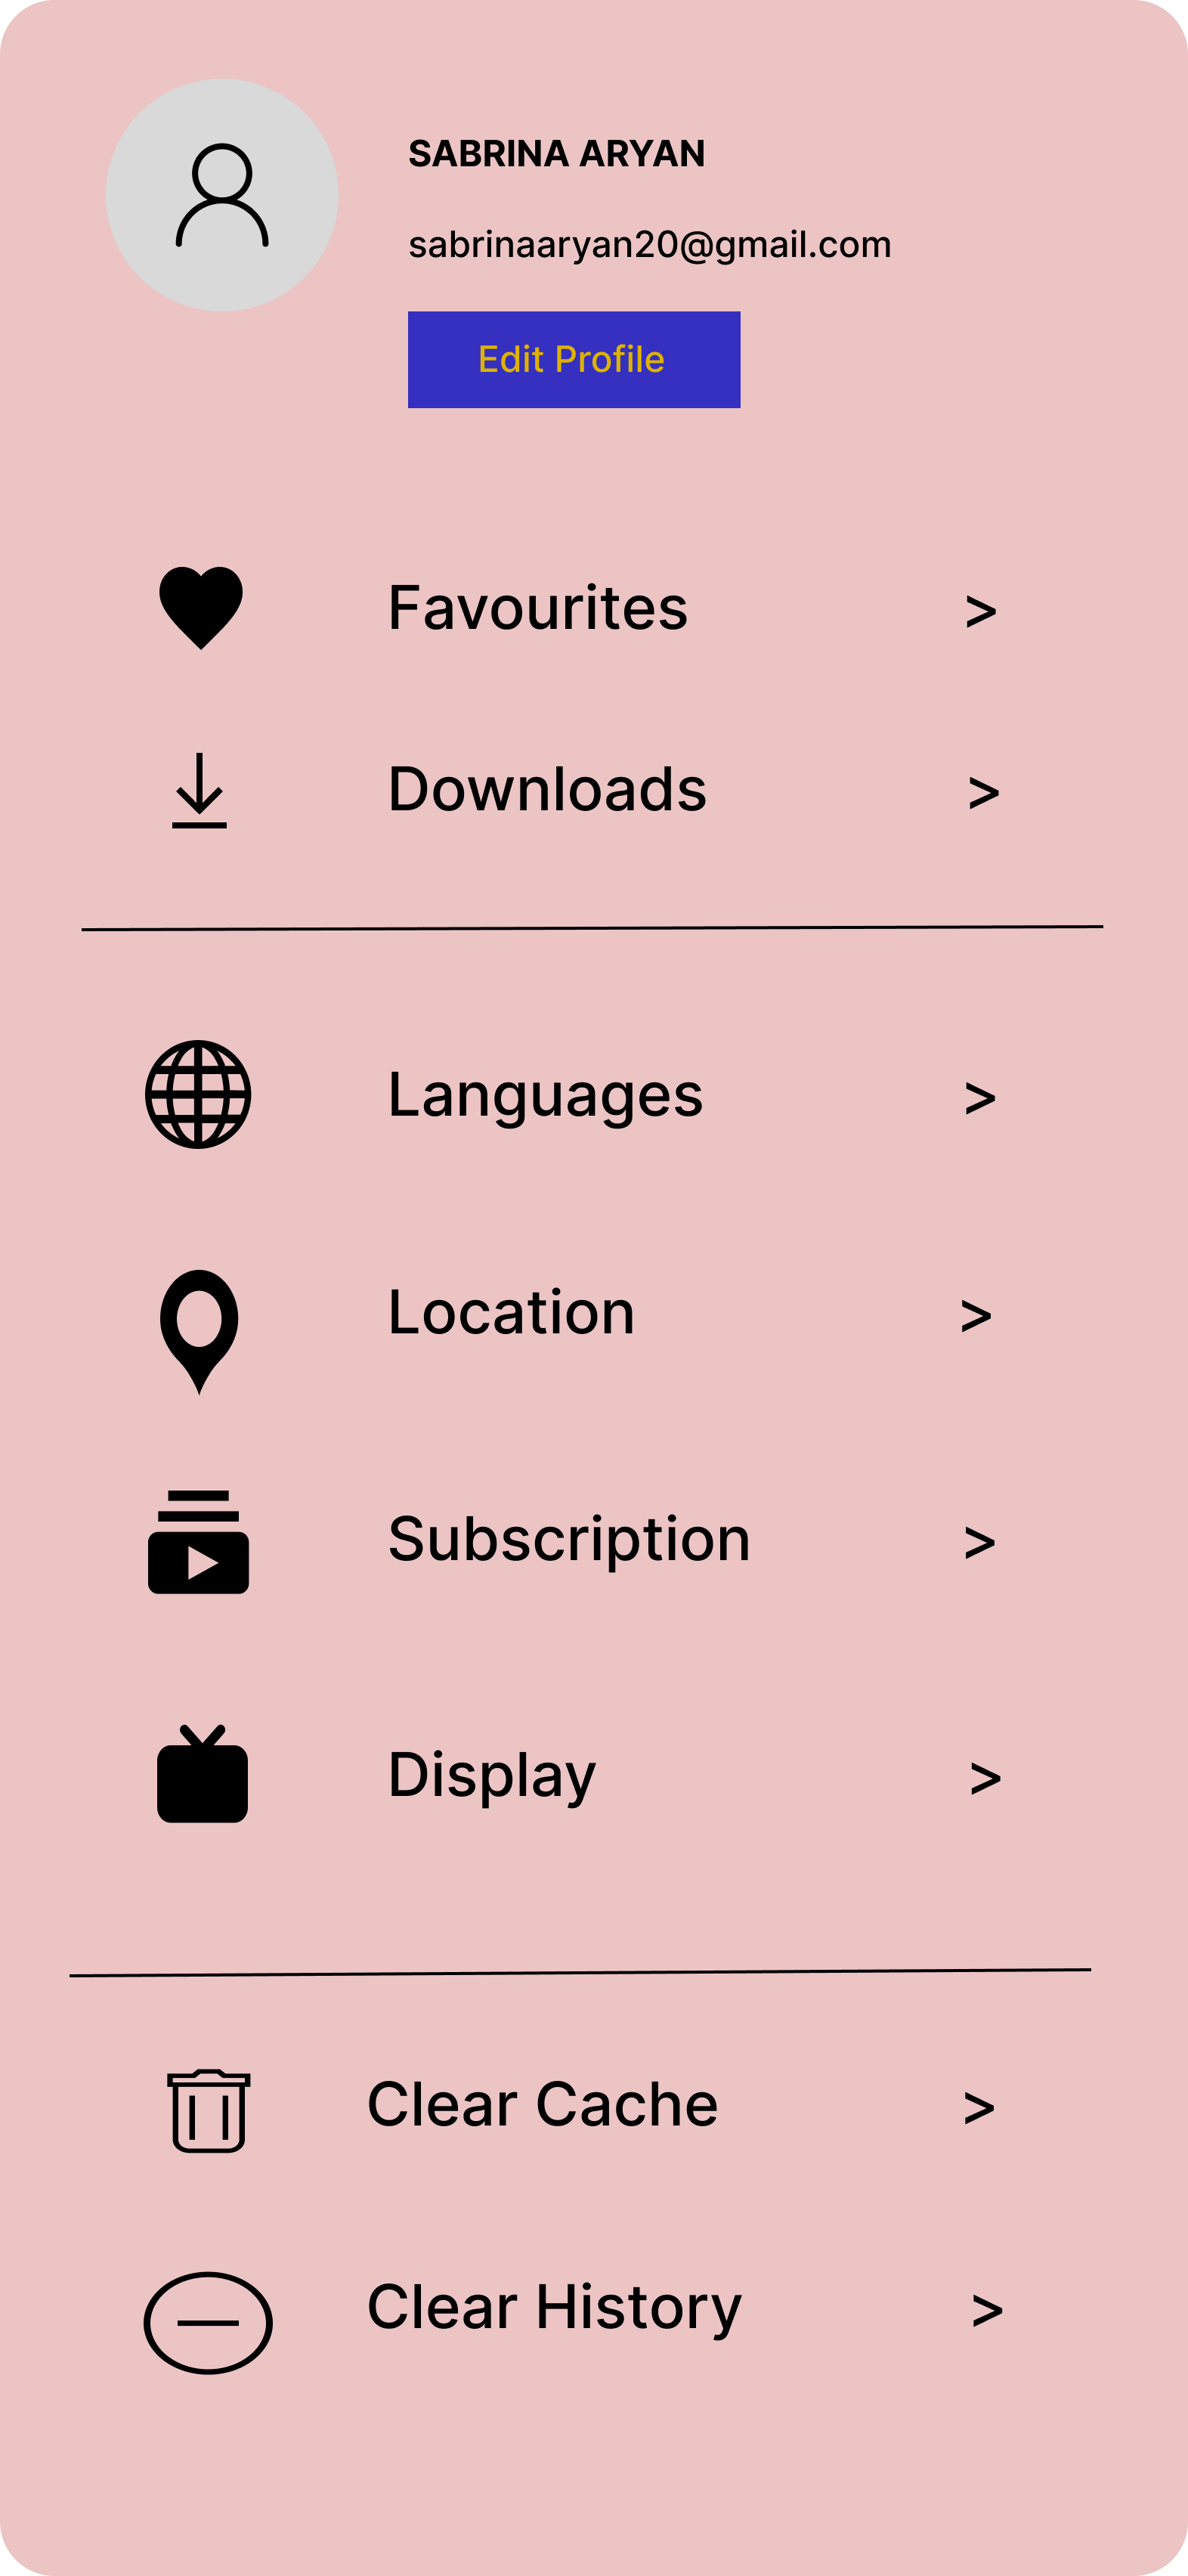 SABRINA ARYAN
sabrinaaryan20@gmail.com
Edit Profile
Favourites >
Downloads >
Languages >
Location >
Subscription >
Display >
Clear Cache >
Clear History >